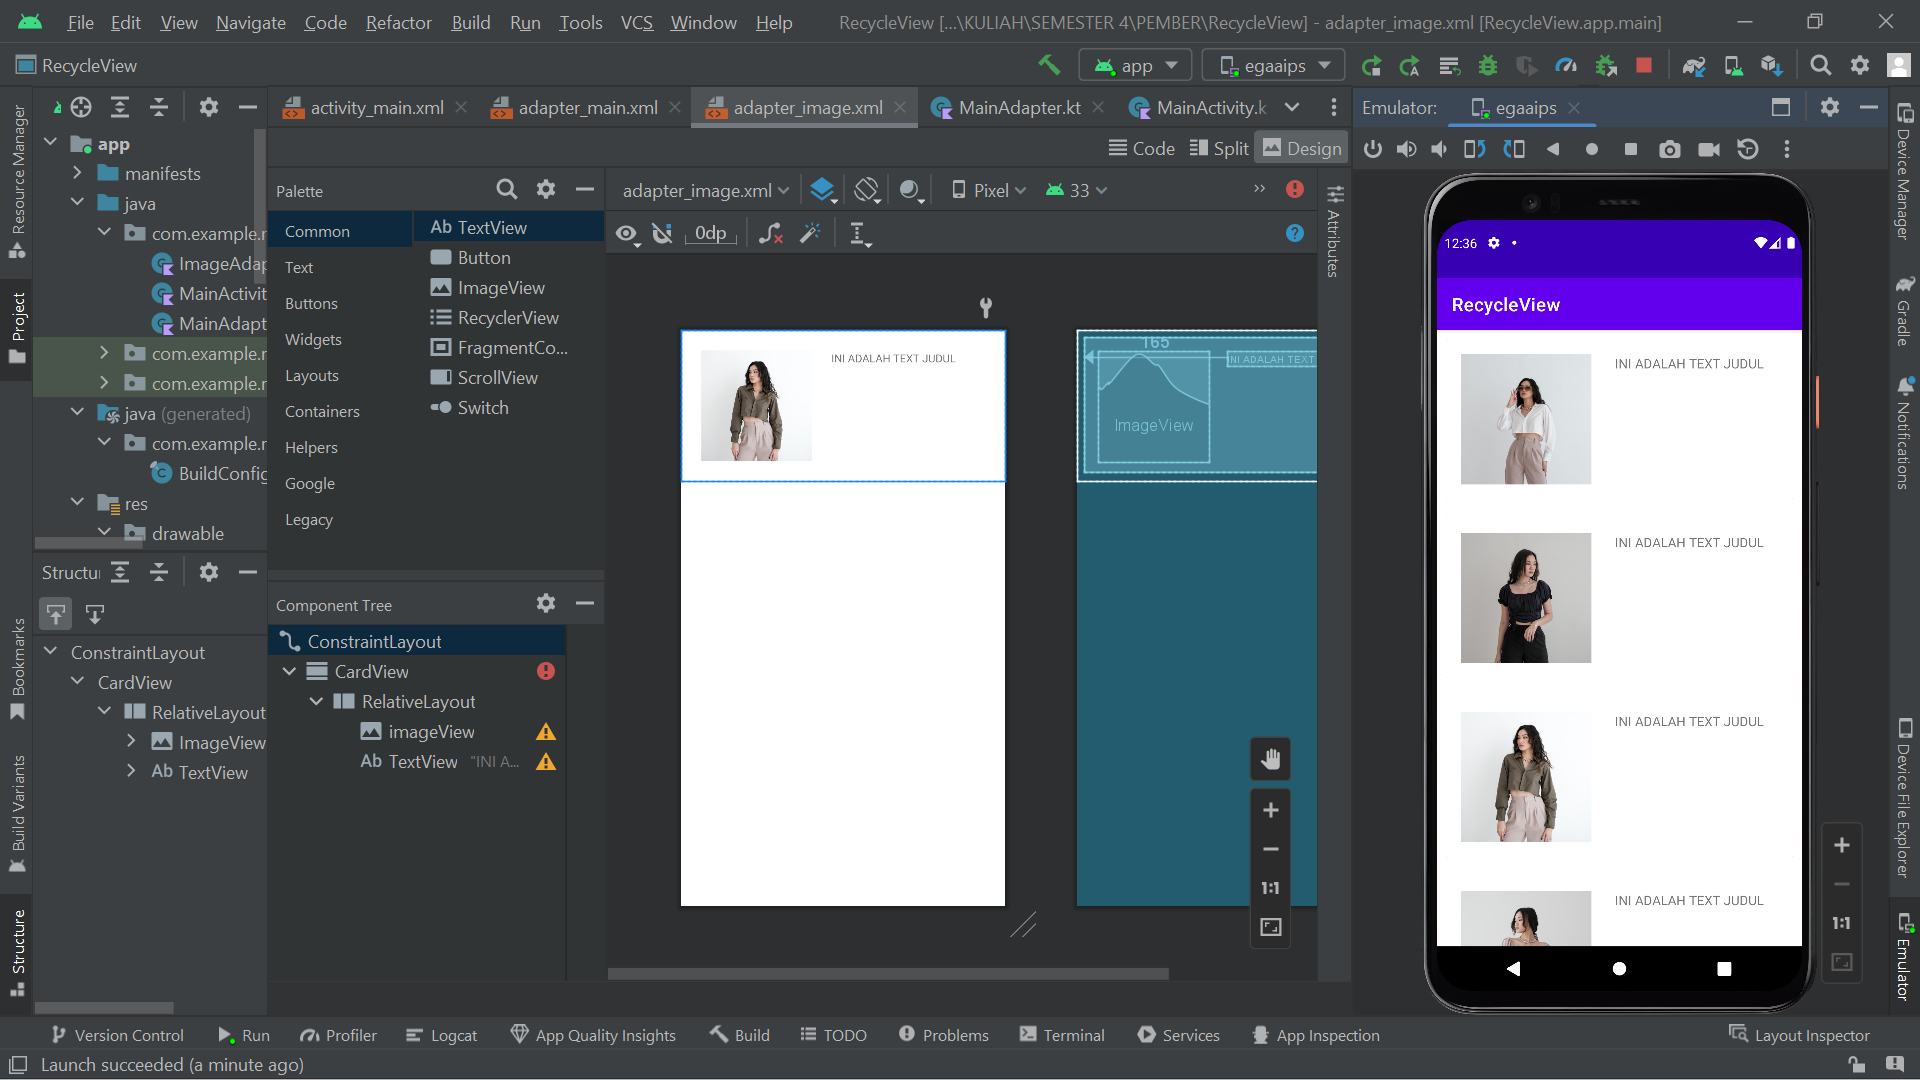 File Edit View Navigate Code Refactor Build Run Tools VCS Window Help RecycleView [...\KULIAH\SEMESTER 4\PEMBER\RecycleView] - adapter_image.xml [RecycleView.app.main]
RecycleView
app
egaaips
activity_main.xml
adapter_main.xml
adapter_image.xml
MainAdapter.kt
MainActivity.k
Emulator: egaaips
Code
Split
Design
app
manifests
java
com.example.r
ImageAdap
MainActivit
MainAdapt
com.example.r
com.example.r
java (generated)
com.example.r
BuildConfig
res
drawable
Palette
Common
Text
Buttons
Widgets
Layouts
Containers
Helpers
Google
Legacy
Ab TextView
Button
ImageView
RecyclerView
FragmentCo...
ScrollView
Switch
adapter_image.xml
Pixel
33
0dp
Attributes
INI ADALAH TEXT JUDUL
165
INI ADALAH TEXT
ImageView
1:1
Structu
ConstraintLayout
CardView
RelativeLayout
ImageView
Ab TextView
Component Tree
ConstraintLayout
CardView
RelativeLayout
imageView
Ab TextView "INI A...
12:36
RecycleView
INI ADALAH TEXT JUDUL
INI ADALAH TEXT JUDUL
INI ADALAH TEXT JUDUL
INI ADALAH TEXT JUDUL
1:1
Resource Manager
Project
Bookmarks
Build Variants
Structure
Device Manager
Gradle
Notifications
Device File Explorer
Emulator
Version Control
Run
Profiler
Logcat
App Quality Insights
Build
TODO
Problems
Terminal
Services
App Inspection
Layout Inspector
Launch succeeded (a minute ago)